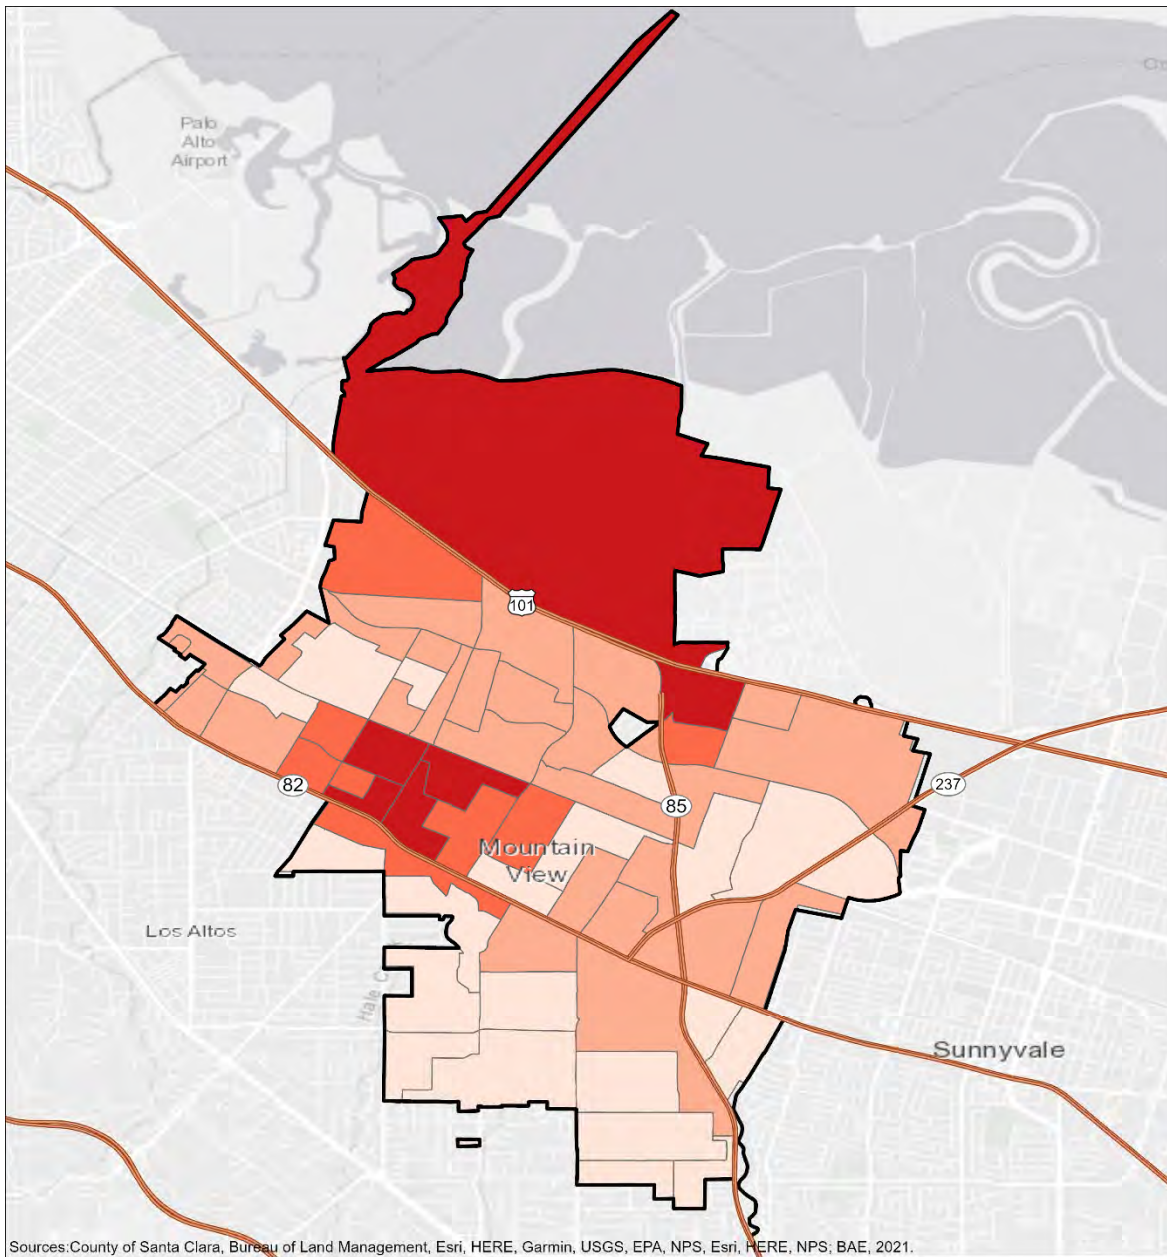 Palo
Alto
Airport
101
82
85
237
Mountain
View
Los Altos
Hale C
Sunnyvale
Sources:County of Santa Clara, Bureau of Land Management, Esri, HERE, Garmin, USGS, EPA, NPS, Esri, HERE, NPS; BAE, 2021.